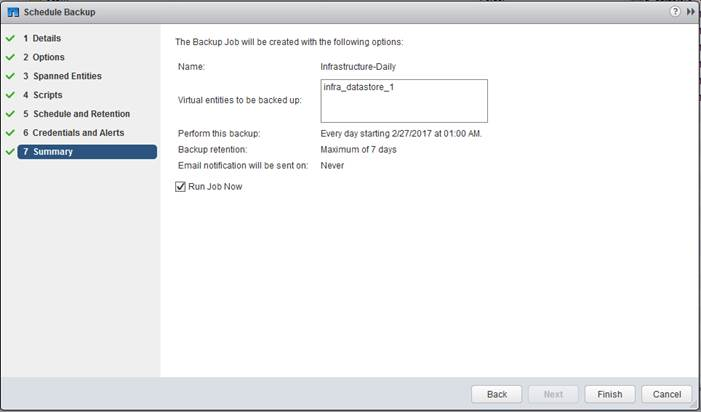 Schedule Backup
1 Details
2 Options
3 Spanned Entities
4 Scripts
5 Schedule and Retention
6 Credentials and Alerts
7 Summary
The Backup Job will be created with the following options:
Name: Infrastructure-Daily
Virtual entities to be backed up: infra_datastore_1
Perform this backup: Every day starting 2/27/2017 at 01:00 AM.
Backup retention: Maximum of 7 days
Email notification will be sent on: Never
Run Job Now
Back Next Finish Cancel